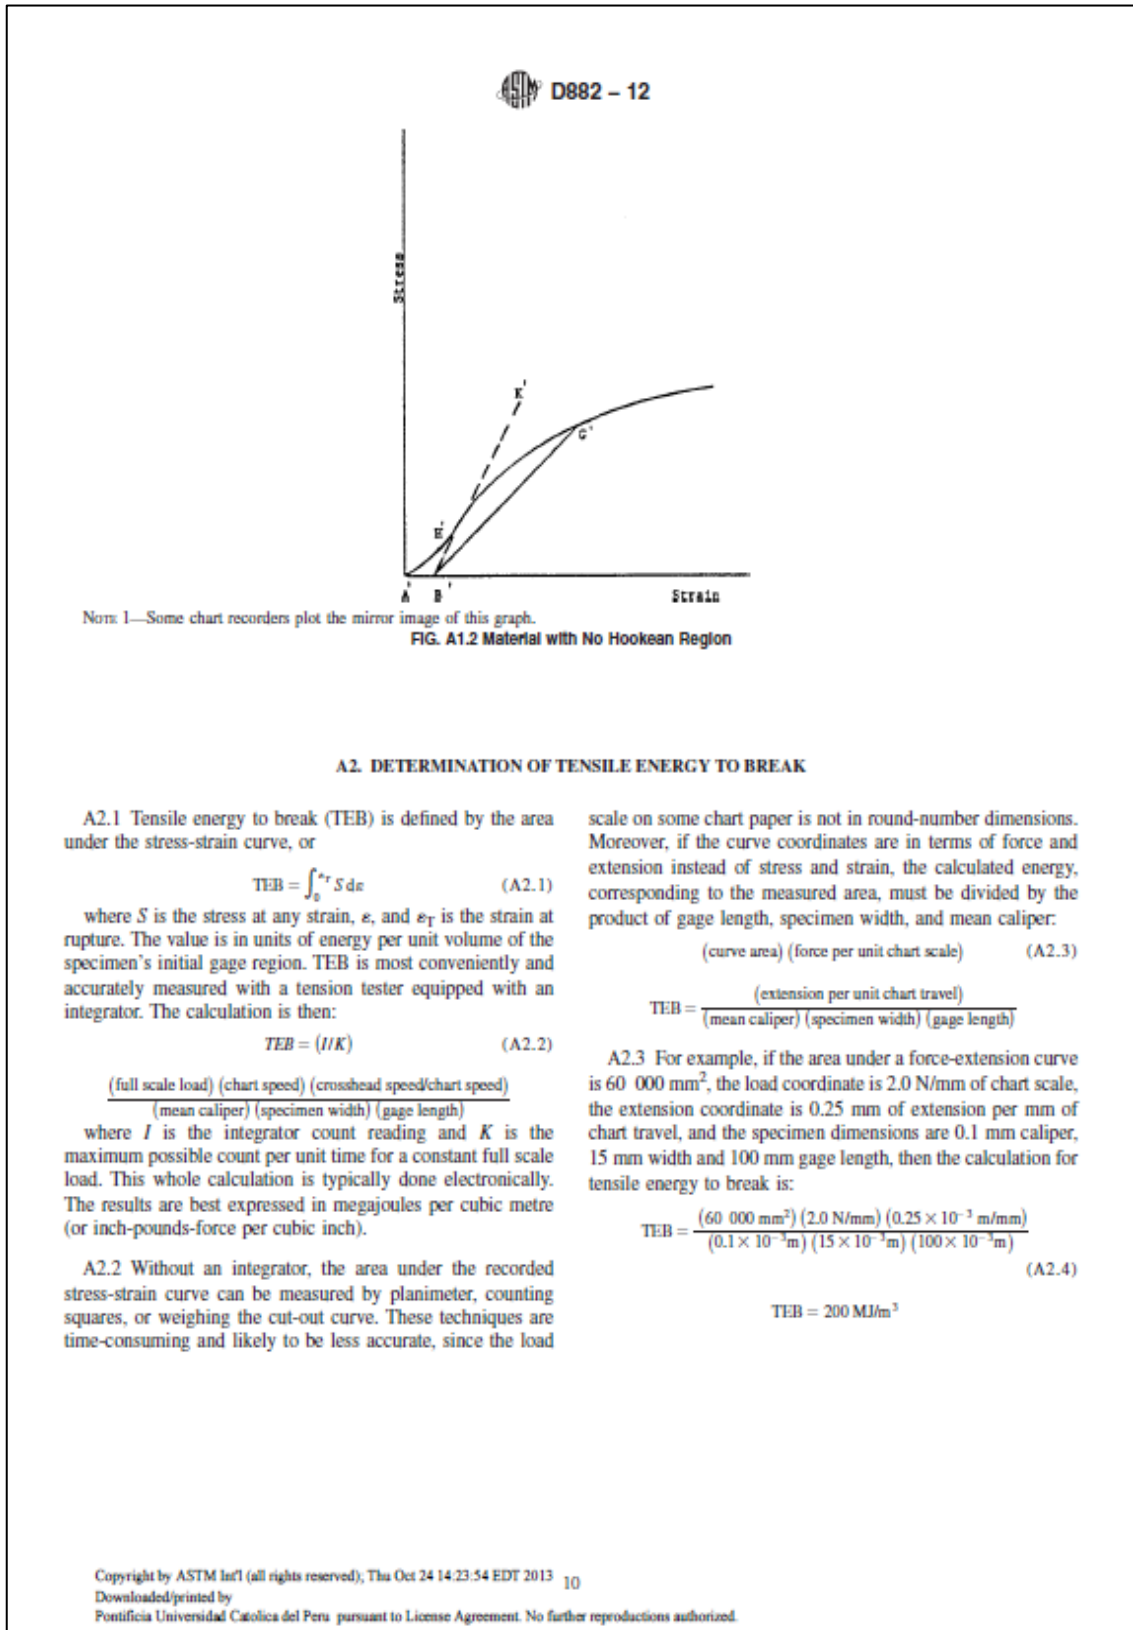 ASTM D882 – 12
Stress
K'
G'
H'
A' B'
Strain
NOTE 1—Some chart recorders plot the mirror image of this graph.
FIG. A1.2 Material with No Hookean Region
A2. DETERMINATION OF TENSILE ENERGY TO BREAK
A2.1 Tensile energy to break (TEB) is defined by the area
under the stress-strain curve, or
TEB = ∫₀^εT S dε (A2.1)
where S is the stress at any strain, ε, and εT is the strain at
rupture. The value is in units of energy per unit volume of the
specimen's initial gage region. TEB is most conveniently and
accurately measured with a tension tester equipped with an
integrator. The calculation is then:
TEB = (I/K) (A2.2)
(full scale load) (chart speed) (crosshead speed/chart speed)
(mean caliper) (specimen width) (gage length)
where I is the integrator count reading and K is the
maximum possible count per unit time for a constant full scale
load. This whole calculation is typically done electronically.
The results are best expressed in megajoules per cubic metre
(or inch-pounds-force per cubic inch).
A2.2 Without an integrator, the area under the recorded
stress-strain curve can be measured by planimeter, counting
squares, or weighing the cut-out curve. These techniques are
time-consuming and likely to be less accurate, since the load
scale on some chart paper is not in round-number dimensions.
Moreover, if the curve coordinates are in terms of force and
extension instead of stress and strain, the calculated energy,
corresponding to the measured area, must be divided by the
product of gage length, specimen width, and mean caliper:
(curve area) (force per unit chart scale) (A2.3)
(extension per unit chart travel)
TEB =
(mean caliper) (specimen width) (gage length)
A2.3 For example, if the area under a force-extension curve
is 60 000 mm², the load coordinate is 2.0 N/mm of chart scale,
the extension coordinate is 0.25 mm of extension per mm of
chart travel, and the specimen dimensions are 0.1 mm caliper,
15 mm width and 100 mm gage length, then the calculation for
tensile energy to break is:
(60 000 mm²) (2.0 N/mm) (0.25 × 10⁻³ m/mm)
TEB =
(0.1 × 10⁻³m) (15 × 10⁻³m) (100 × 10⁻³m)
(A2.4)
TEB = 200 MJ/m³
Copyright by ASTM Int'l (all rights reserved); Thu Oct 24 14:23:54 EDT 2013 10
Downloaded/printed by
Pontificia Universidad Catolica del Peru pursuant to License Agreement. No further reproductions authorized.